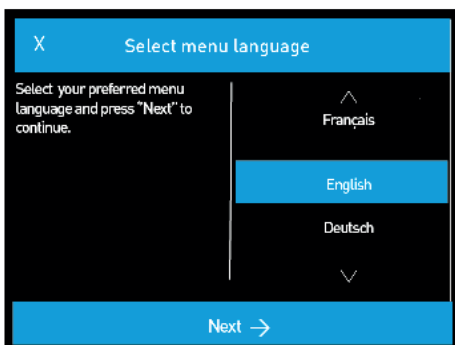 X Select menu language
Select your preferred menu
language and press "Next" to
continue.
Français
English
Deutsch
Next →